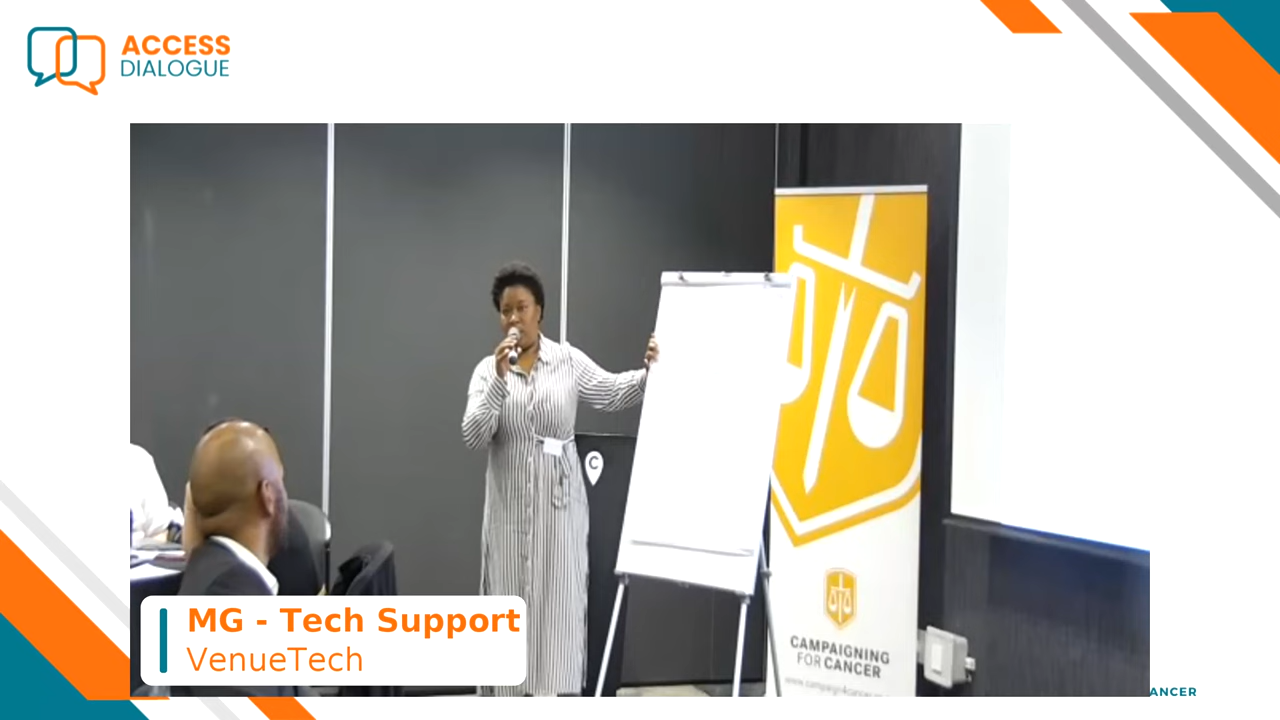 ACCESS
DIALOGUE
C
MG - Tech Support
VenueTech
CAMPAIGNING
FOR CANCER
ANCER